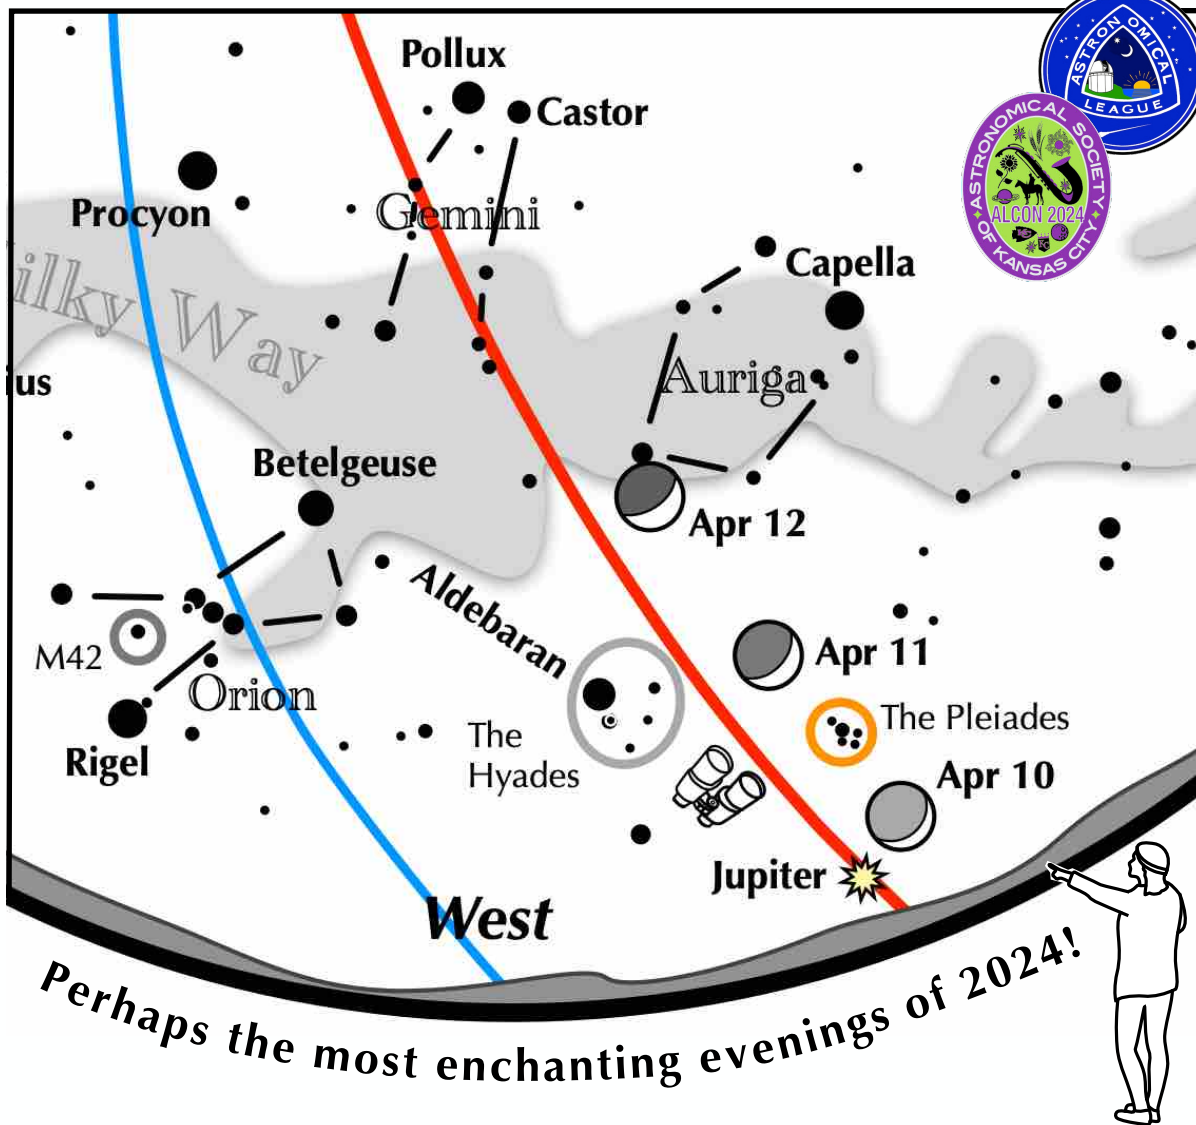 ASTRONOMICAL
LEAGUE
ASTRONOMICAL SOCIETY
ALCON 2024
OF KANSAS CITY
Pollux
Castor
Procyon
Gemini
Capella
ilky Way
Auriga
ius
Betelgeuse
Apr 12
Aldebaran
M42
Apr 11
Orion
The Pleiades
Rigel
The
Hyades
Apr 10
Jupiter
West
Perhaps the most enchanting evenings of 2024!